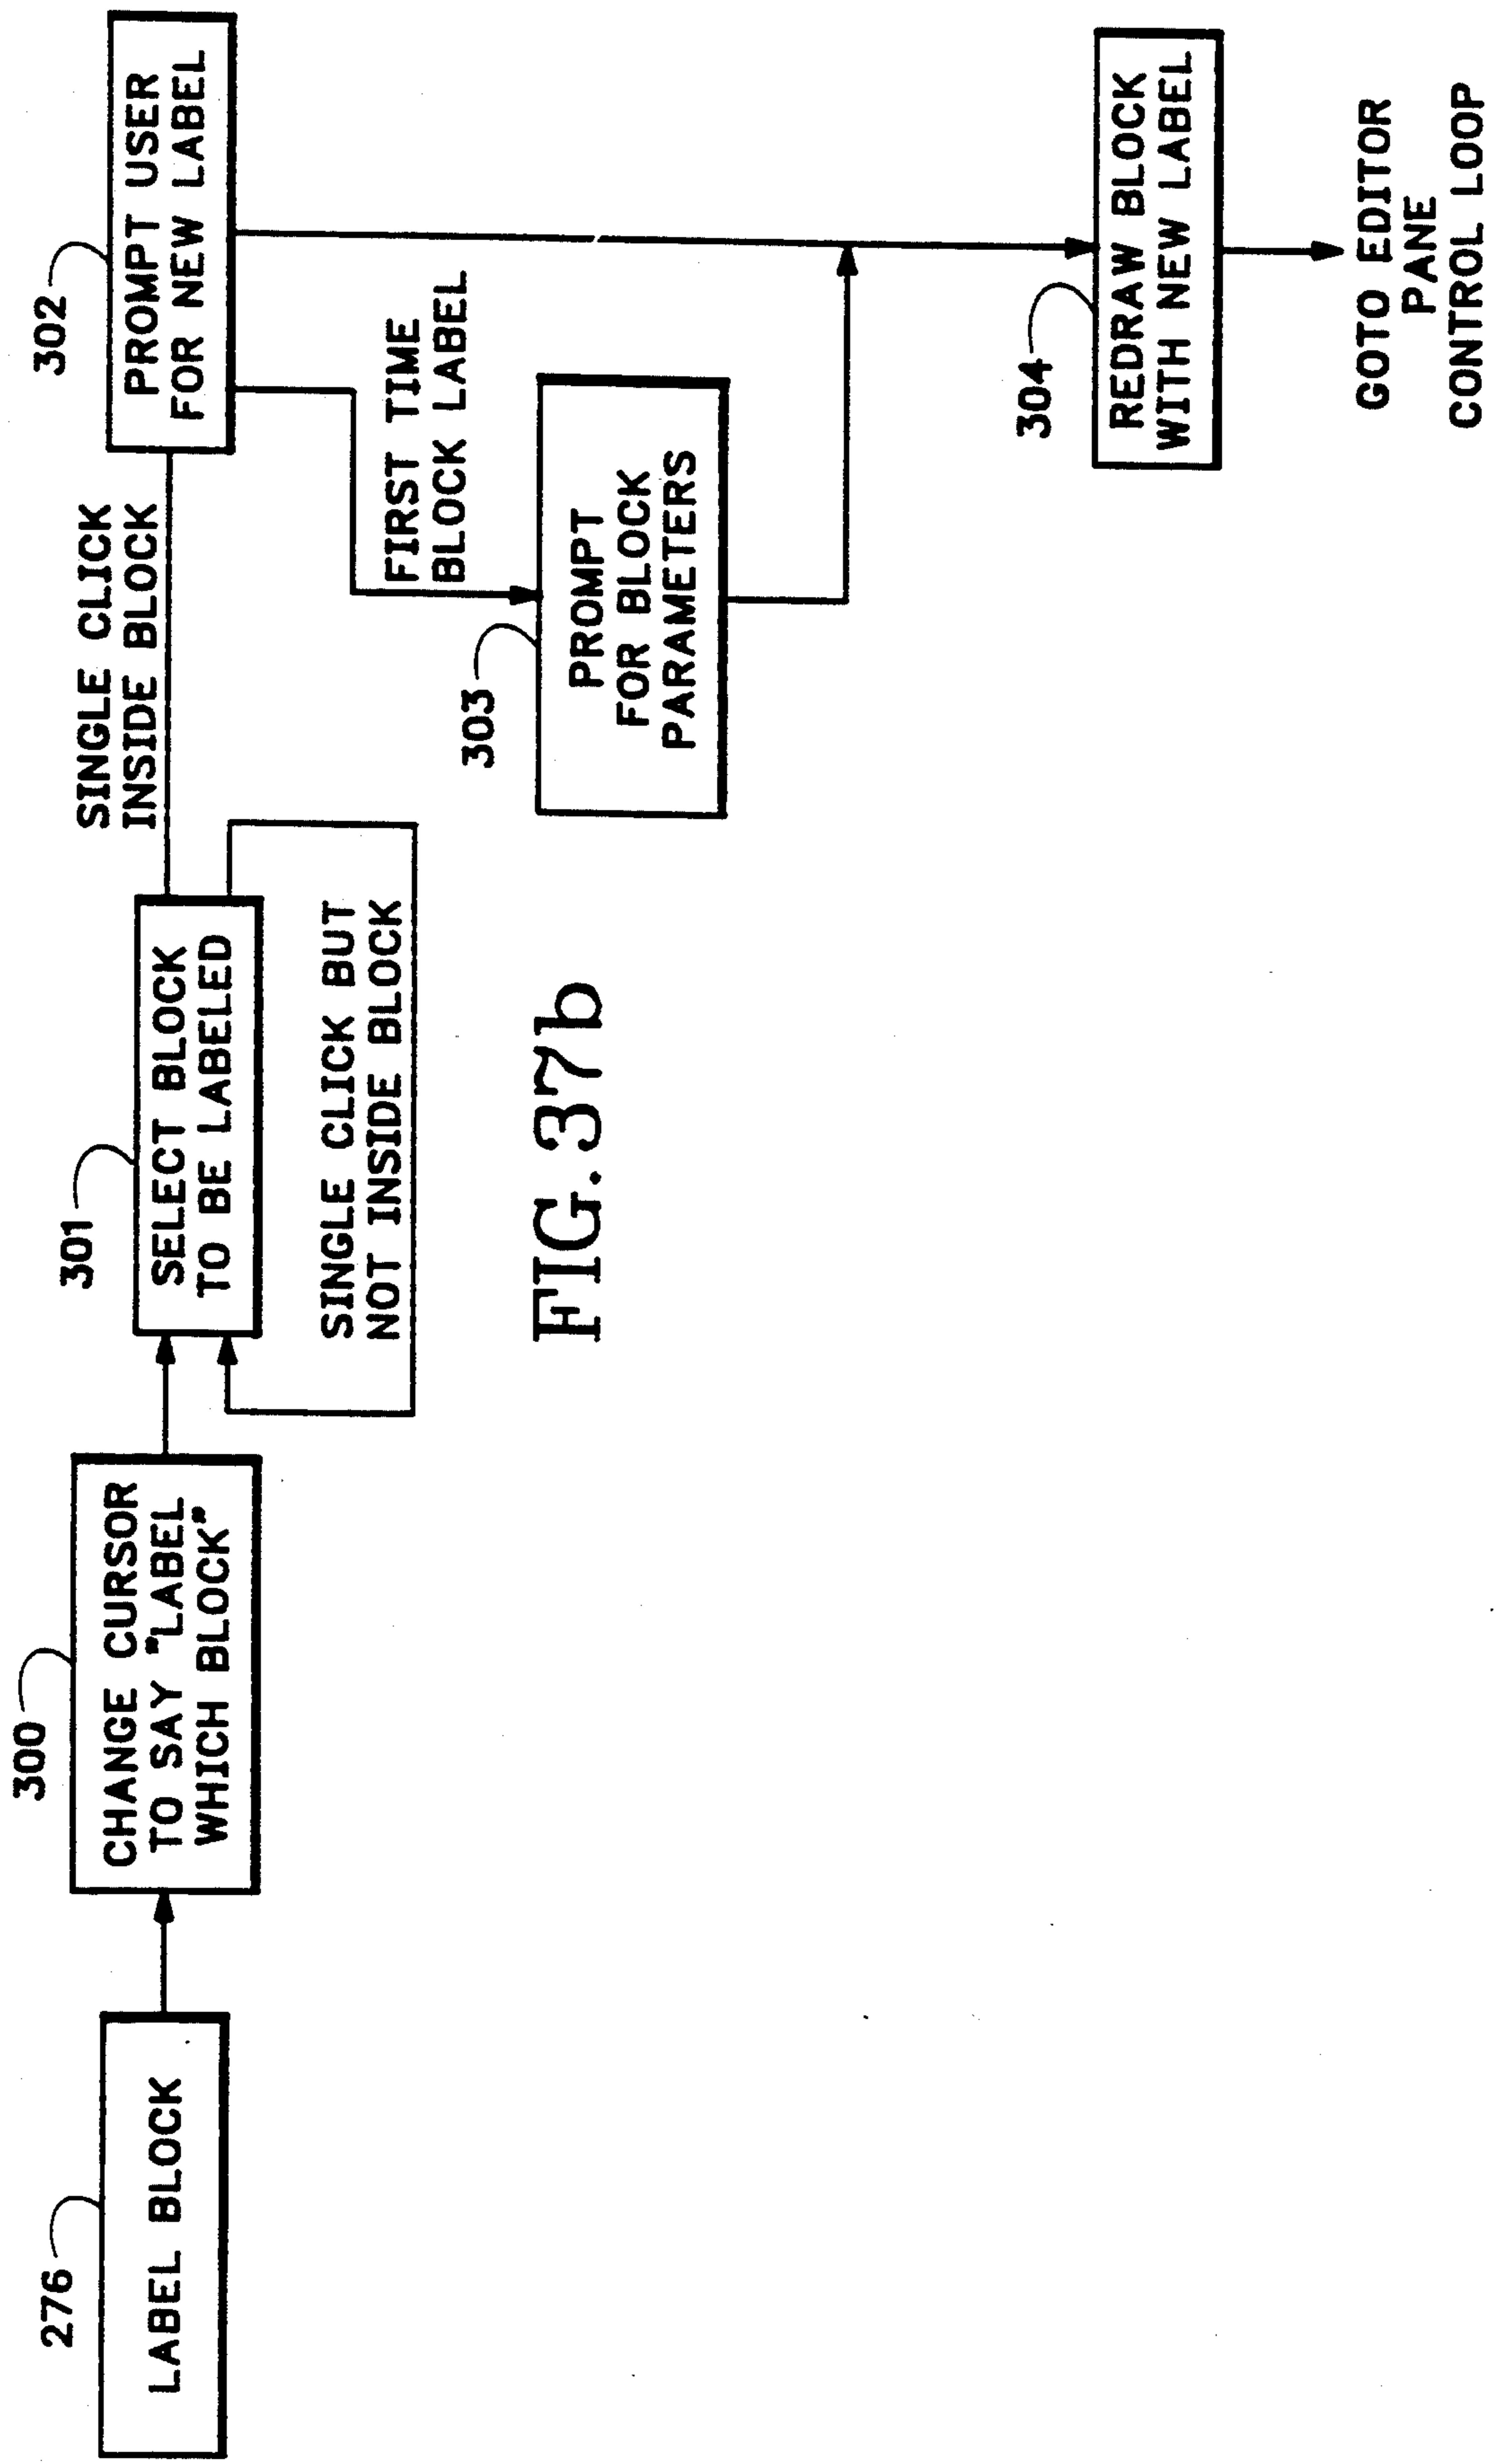 276
LABEL BLOCK
300
CHANGE CURSOR
TO SAY "LABEL
WHICH BLOCK"
301
SELECT BLOCK
TO BE LABELED
SINGLE CLICK BUT
NOT INSIDE BLOCK
SINGLE CLICK
INSIDE BLOCK
302
PROMPT USER
FOR NEW LABEL
FIRST TIME
BLOCK LABEL
303
PROMPT
FOR BLOCK
PARAMETERS
304
REDRAW BLOCK
WITH NEW LABEL
GOTO EDITOR
PANE
CONTROL LOOP
FIG.37b